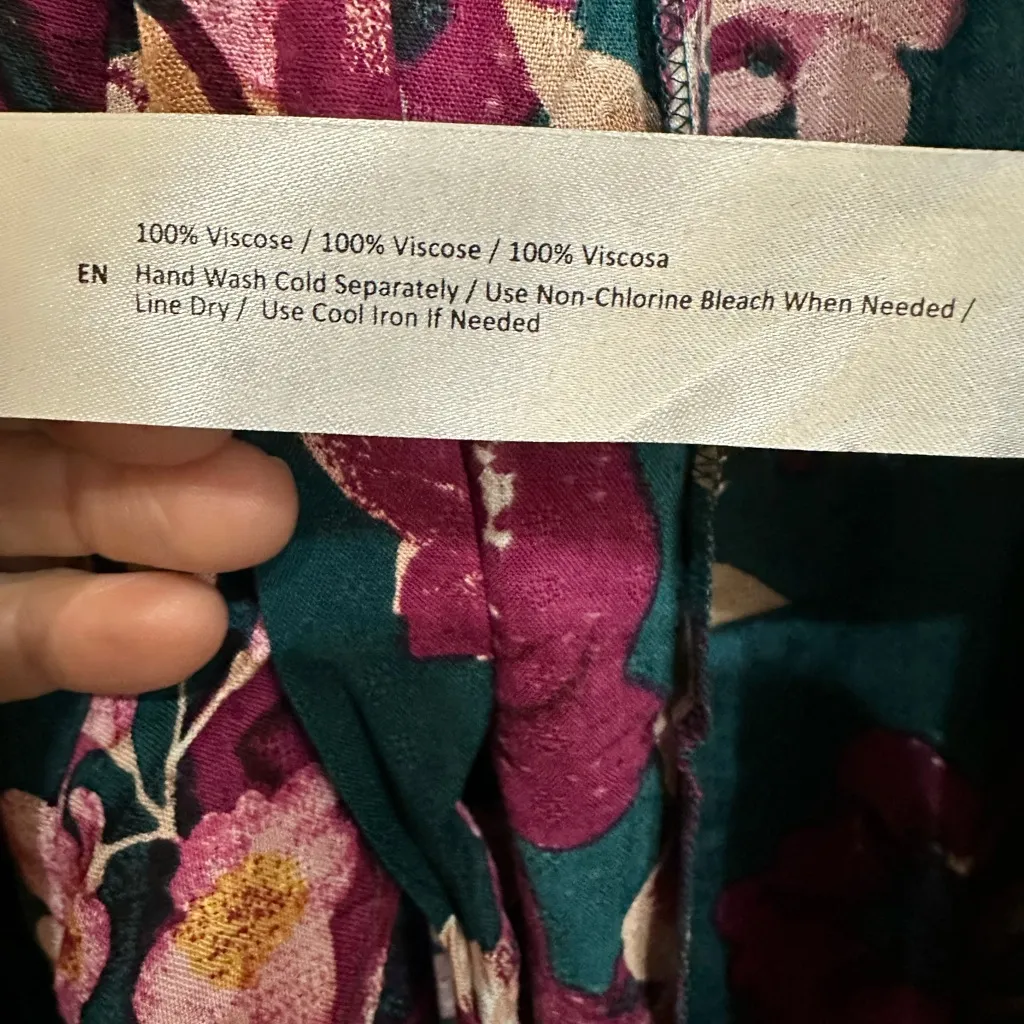 100% Viscose / 100% Viscose / 100% Viscosa
EN Hand Wash Cold Separately / Use Non-Chlorine Bleach When Needed /
Line Dry / Use Cool Iron If Needed